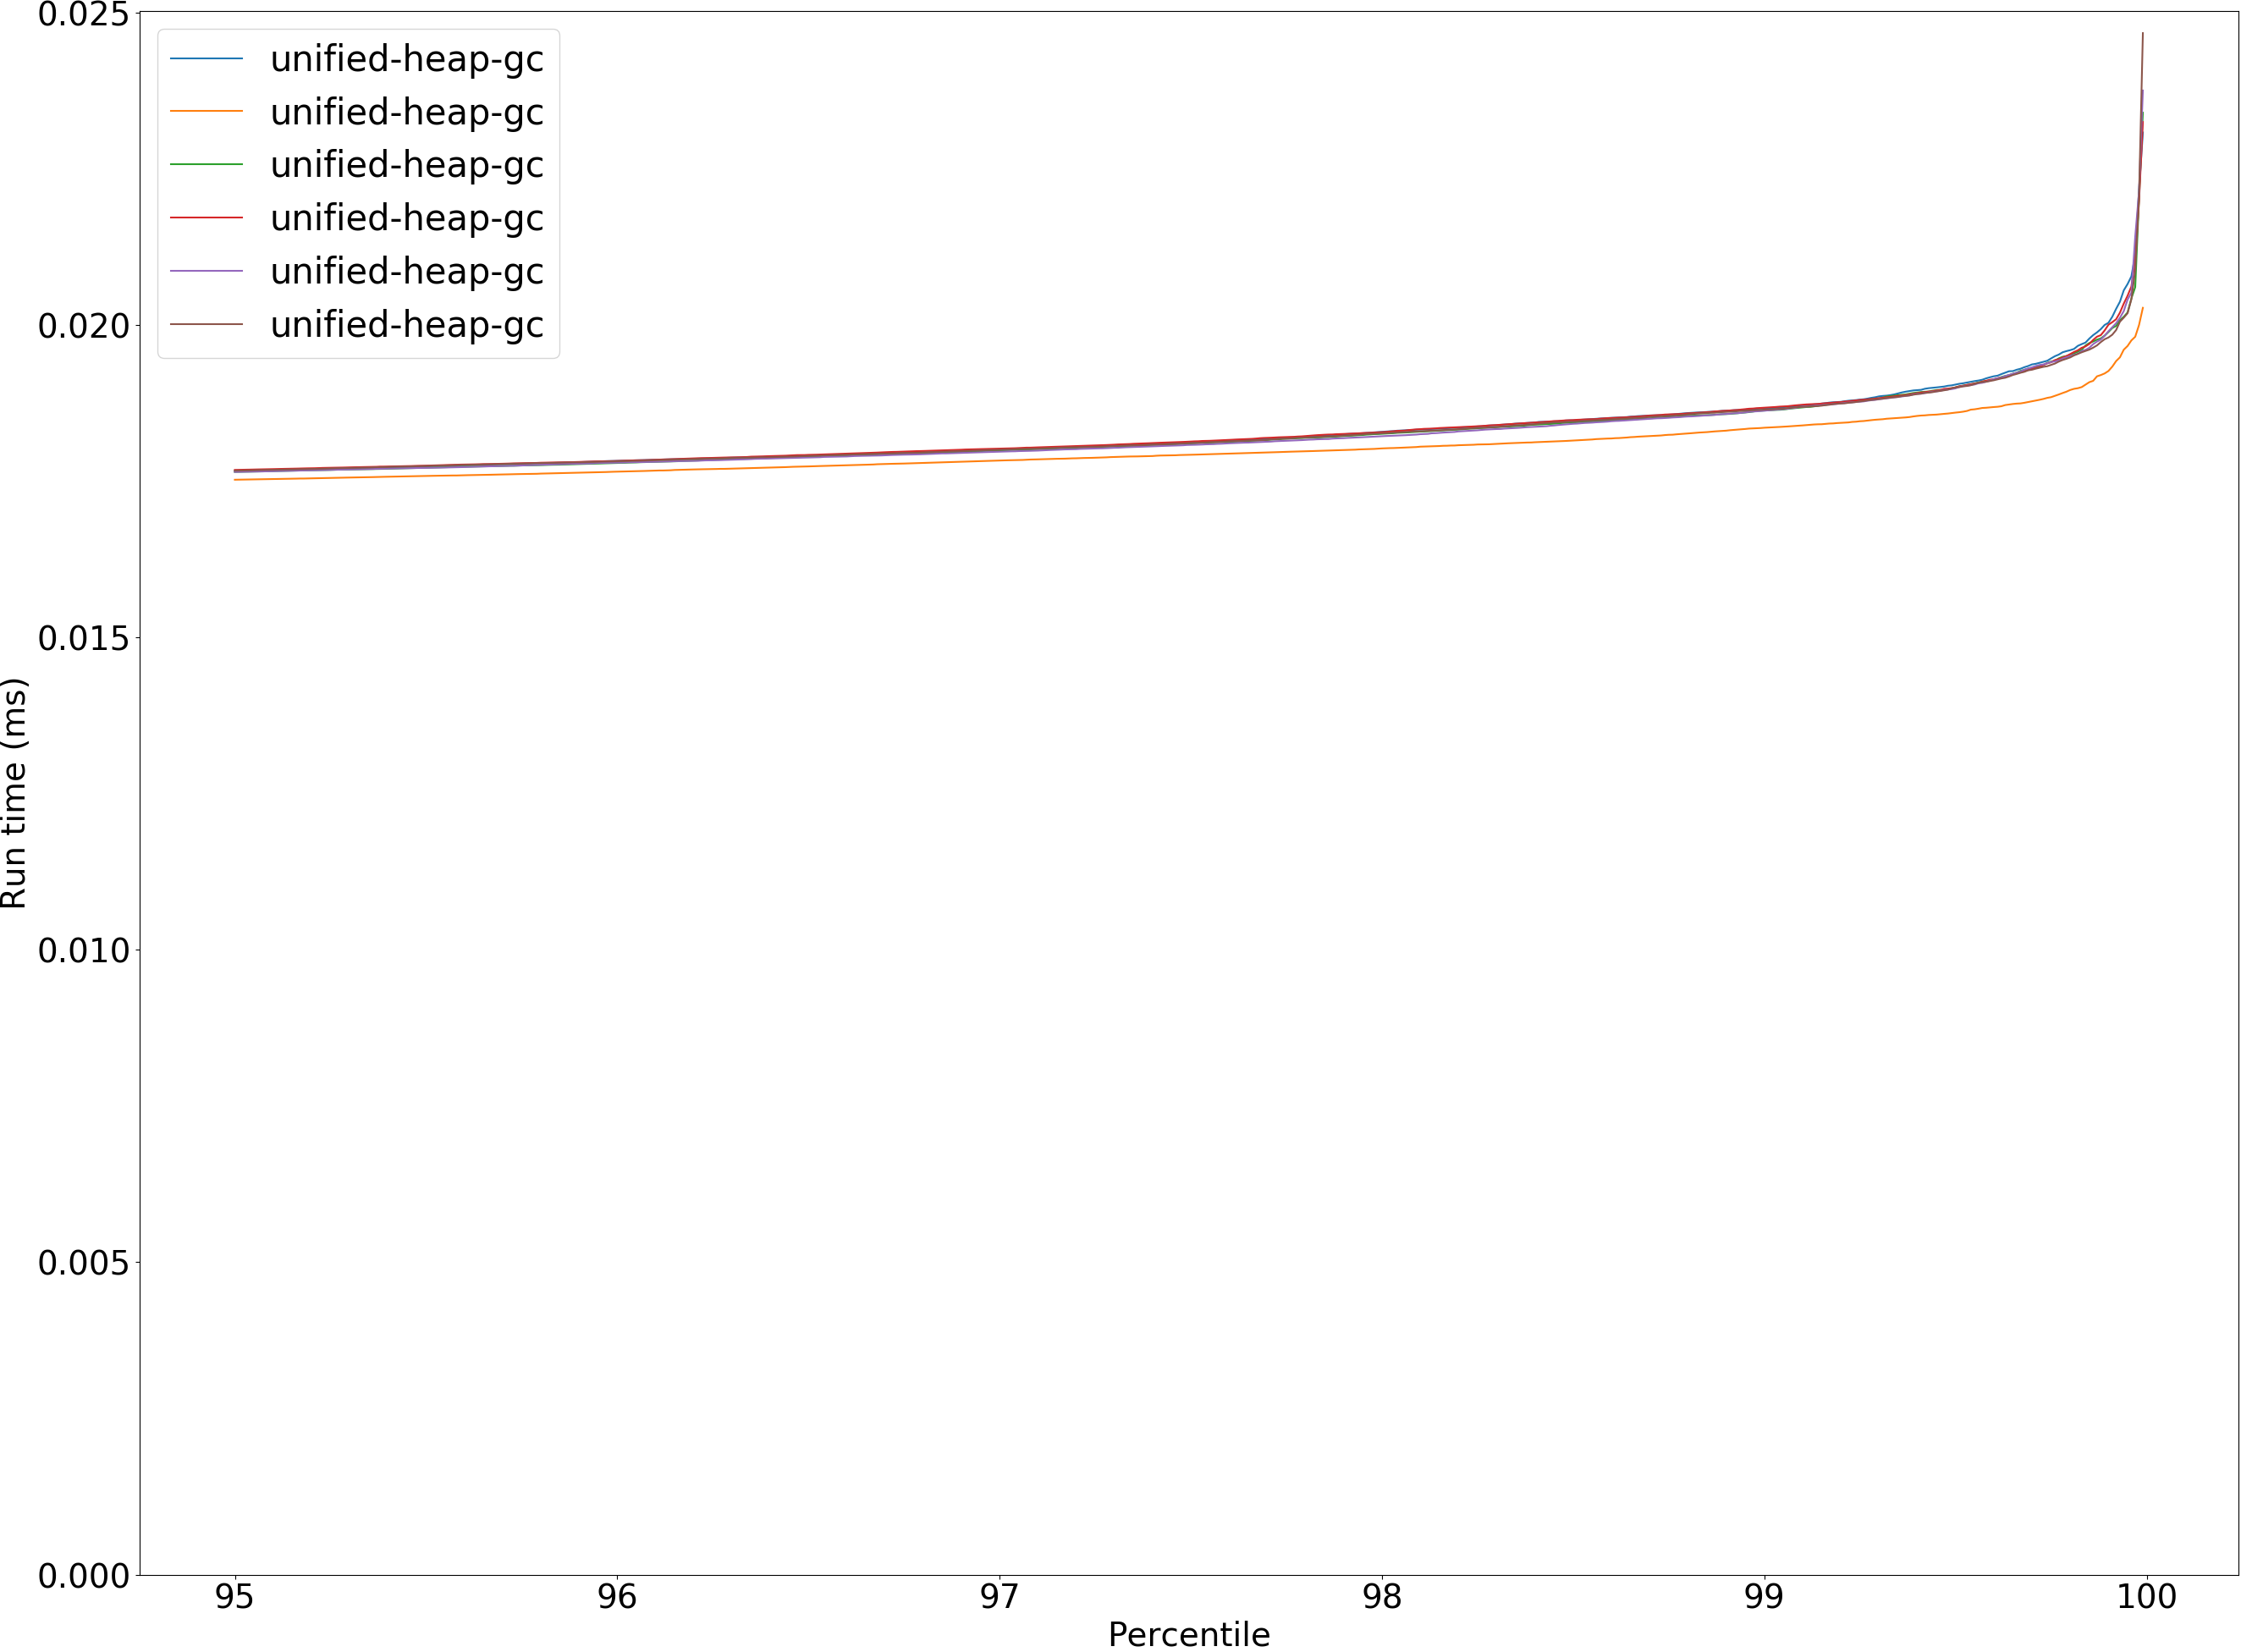 unified-heap-gc
unified-heap-gc
unified-heap-gc
unified-heap-gc
unified-heap-gc
unified-heap-gc
0.025
0.020
0.015
0.010
0.005
0.000
Run time (ms)
95 96 97 98 99 100
Percentile